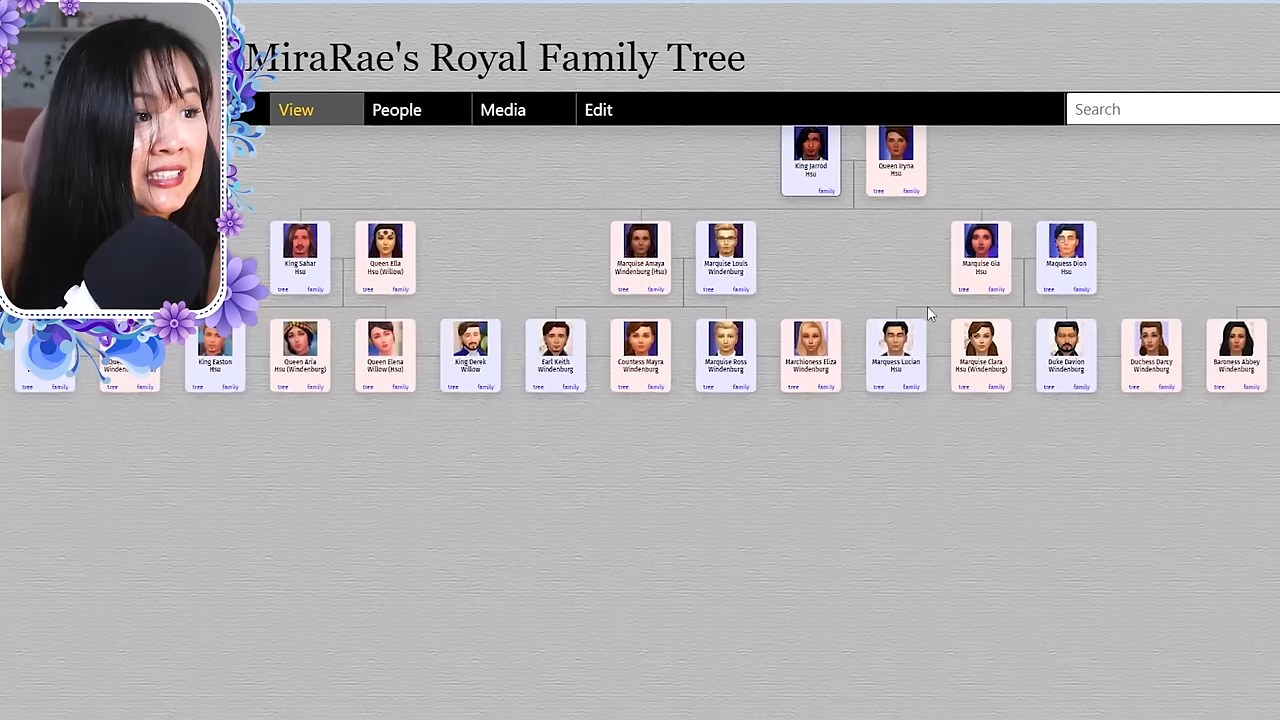 MiraRae's Royal Family Tree
View People Media Edit Search
King Jarrod
Hsu
family
Queen Iryna
Hsu
tree family
King Sahar
Hsu
tree family
Queen Ella
Hsu (Willow)
tree family
Marquise Amaya
Windenburg (Hsu)
tree family
Marquise Louis
Windenburg
tree family
Marquise Gia
Hsu
tree family
Maquess Dion
Hsu
tree family
tree family
tree family
King Easton
Hsu
tree family
Queen Aria
Hsu (Windenburg)
tree family
Queen Elena
Willow (Hsu)
tree family
King Derek
Willow
tree family
Earl Keith
Windenburg
tree family
Countess Mayra
Windenburg
tree family
Marquise Ross
Windenburg
tree family
Marchioness Eliza
Windenburg
tree family
Marquess Lucian
Hsu
tree family
Marquise Clara
Hsu (Windenburg)
tree family
Duke Davion
Windenburg
tree family
Duchess Darcy
Windenburg
tree family
Baroness Abbey
Windenburg
tree family